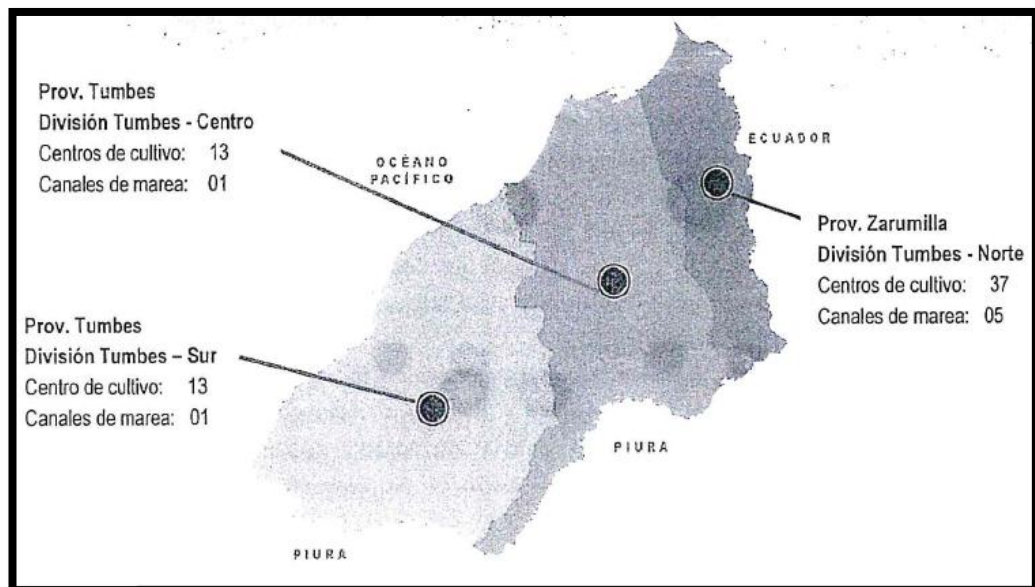 Prov. Tumbes
División Tumbes - Centro
Centros de cultivo: 13
Canales de marea: 01
OCÉANO
PACÍFICO
ECUADOR
Prov. Zarumilla
División Tumbes - Norte
Centros de cultivo: 37
Canales de marea: 05
Prov. Tumbes
División Tumbes – Sur
Centro de cultivo: 13
Canales de marea: 01
PIURA
PIURA